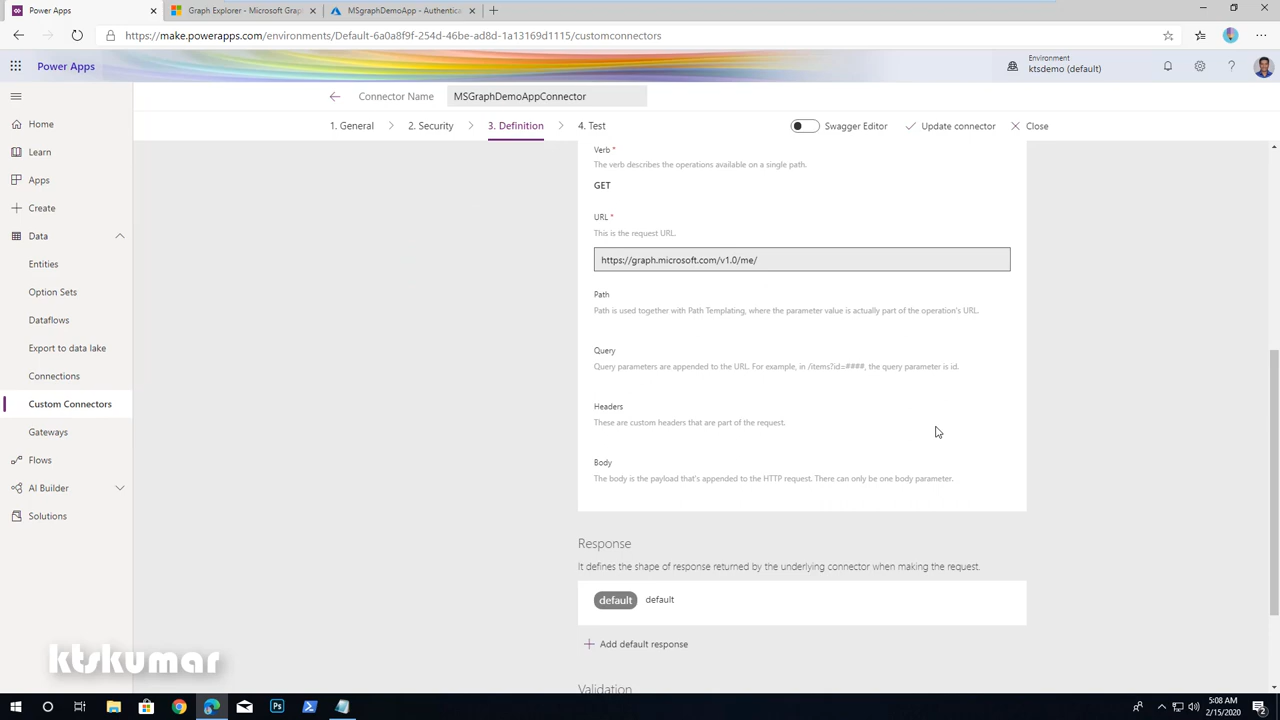 Power Apps
Graph Explorer - Microsoft Grap
MSGraphDemoApp - Authentica
https://make.powerapps.com/environments/Default-6a0a8f9f-254d-46be-ad8d-1a13169d1115/customconnectors
Power Apps
Environment
ktsdemo (default)
Connector Name
MSGraphDemoAppConnector
1. General
2. Security
3. Definition
4. Test
Swagger Editor
Update connector
Close
Home
Learn
Apps
Create
Data
Entities
Option Sets
Dataflows
Export to data lake
Connections
Custom Connectors
Gateways
Flows
AI Builder
Solutions
Verb *
The verb describes the operations available on a single path.
GET
URL *
This is the request URL.
https://graph.microsoft.com/v1.0/me/
Path
Path is used together with Path Templating, where the parameter value is actually part of the operation's URL.
Query
Query parameters are appended to the URL. For example, in /items?id=####, the query parameter is id.
Headers
These are custom headers that are part of the request.
Body
The body is the payload that's appended to the HTTP request. There can only be one body parameter.
Response
It defines the shape of response returned by the underlying connector when making the request.
default default
Add default response
Validation
ktskumar
5:08 AM
2/15/2020